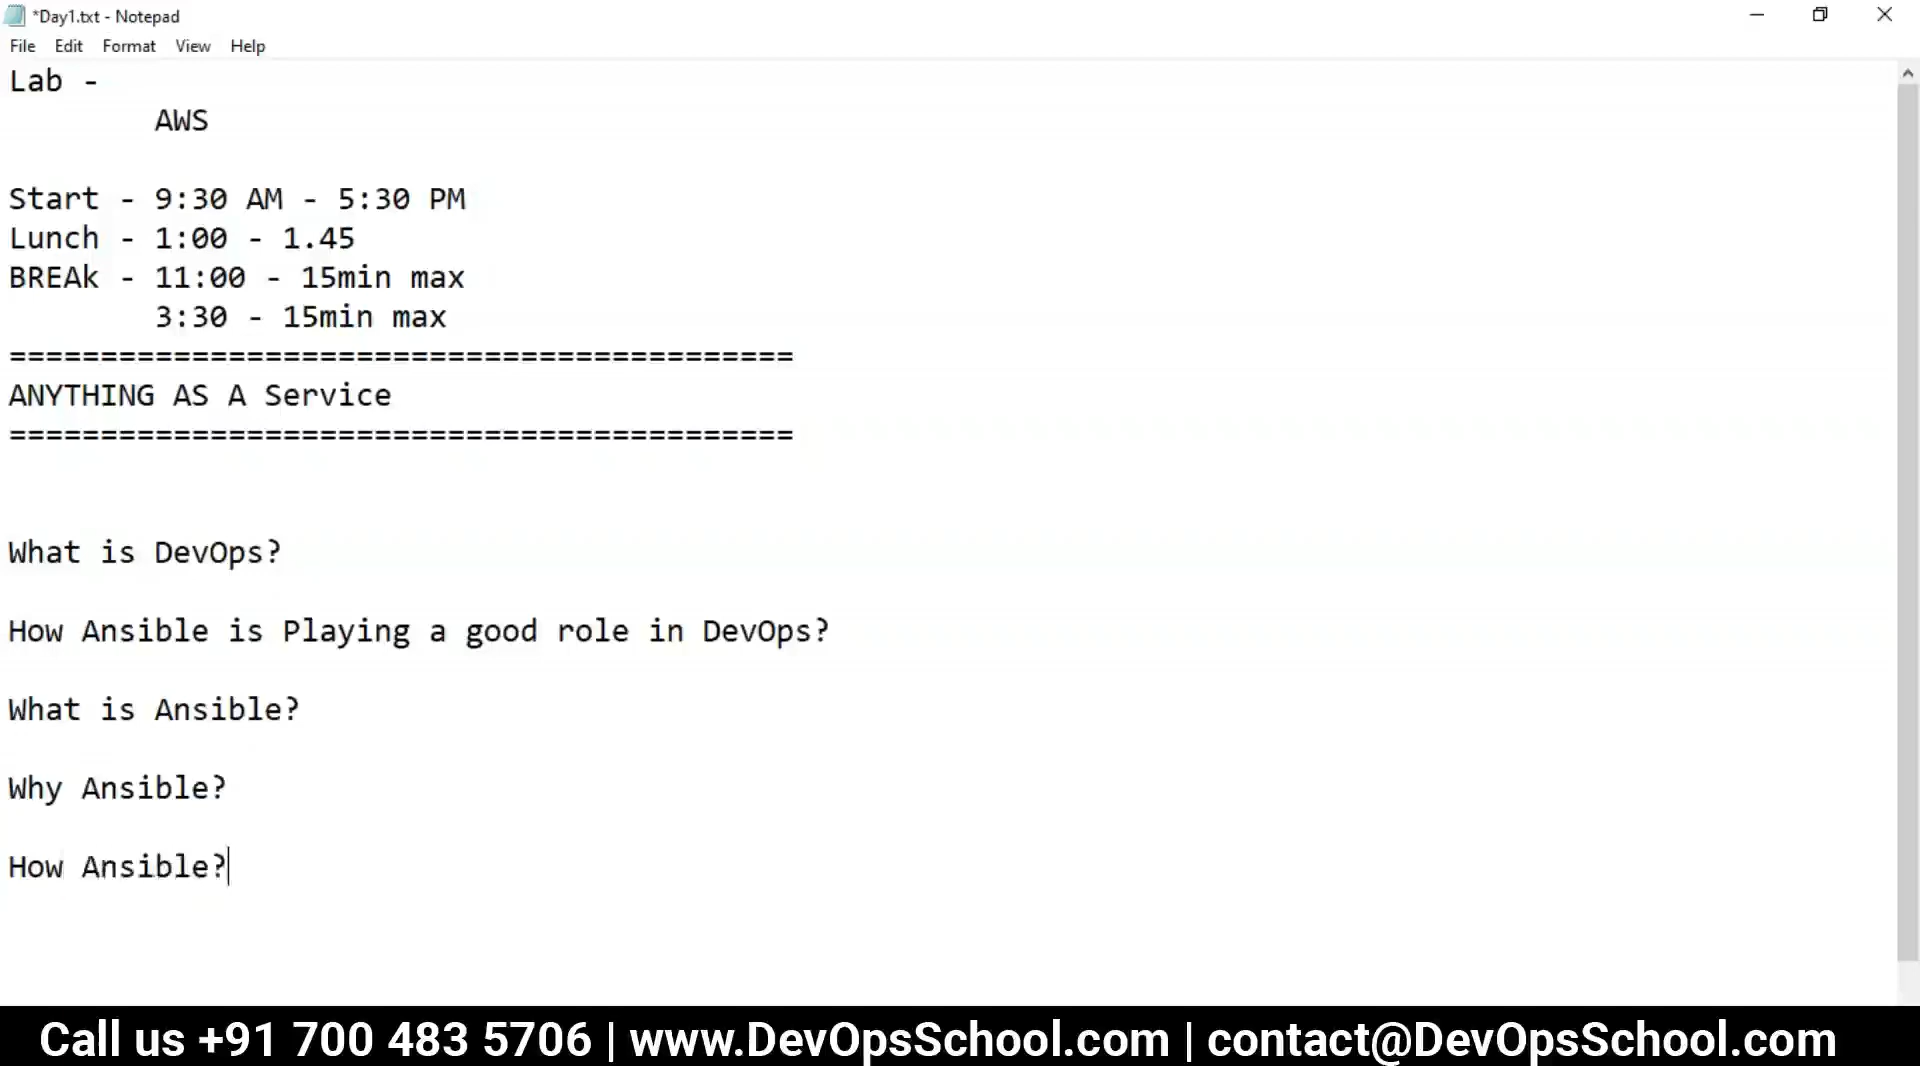 *Day1.txt - Notepad
File Edit Format View Help
Lab -
AWS
Start - 9:30 AM - 5:30 PM
Lunch - 1:00 - 1.45
BREAk - 11:00 - 15min max
3:30 - 15min max
===========================================
ANYTHING AS A Service
===========================================
What is DevOps?
How Ansible is Playing a good role in DevOps?
What is Ansible?
Why Ansible?
How Ansible?
Call us +91 700 483 5706 | www.DevOpsSchool.com | contact@DevOpsSchool.com